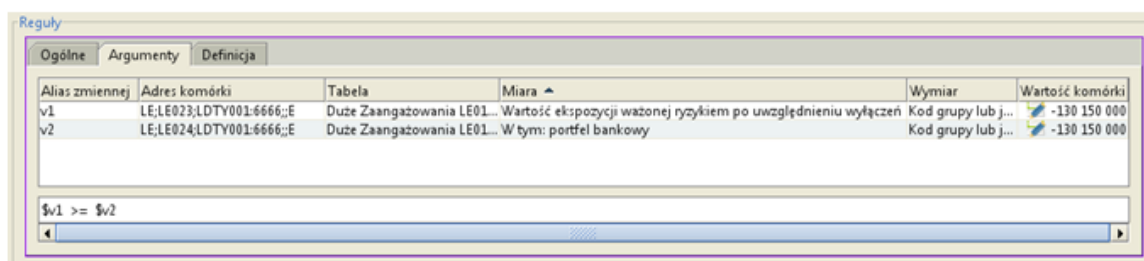 Reguły
Ogólne Argumenty Definicja
Alias zmiennej Adres komórki Tabela Miara Wymiar Wartość komórki
v1 LE;LE023;LDTY001:6666;;E Duże Zaangażowania LE01... Wartość ekspozycji ważonej ryzykiem po uwzględnieniu wyłączeń Kod grupy lub j... -130 150 000
v2 LE;LE024;LDTY001:6666;;E Duże Zaangażowania LE01... W tym: portfel bankowy Kod grupy lub j... -130 150 000
$v1 >= $v2